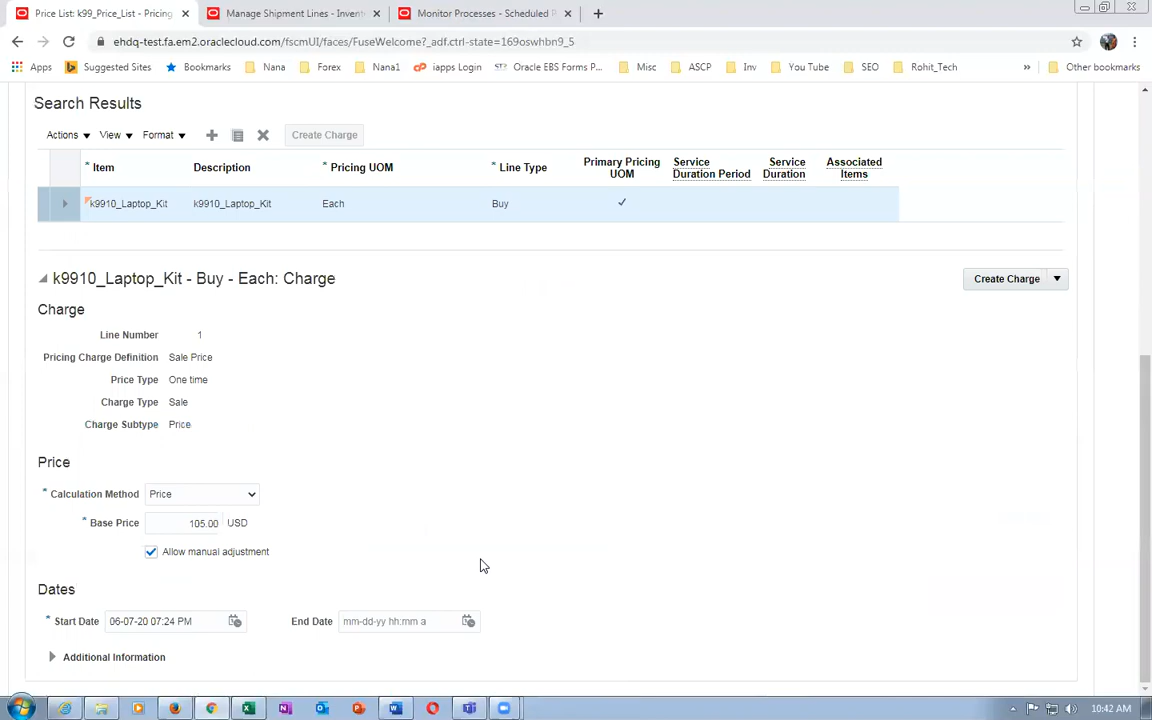 Price List: k99_Price_List - Pricing
Manage Shipment Lines - Invent
Monitor Processes - Scheduled P
ehdq-test.fa.em2.oraclecloud.com/fscmUI/faces/FuseWelcome?_adf.ctrl-state=169oswhbn9_5
Apps Suggested Sites Bookmarks Nana Forex Nana1 iapps Login Oracle EBS Forms P... Misc ASCP Inv You Tube SEO Rohit_Tech » Other bookmarks
Search Results
Actions View Format Create Charge
* Item Description * Pricing UOM * Line Type Primary Pricing UOM Service Duration Period Service Duration Associated Items
k9910_Laptop_Kit k9910_Laptop_Kit Each Buy
k9910_Laptop_Kit - Buy - Each: Charge Create Charge
Charge
Line Number 1
Pricing Charge Definition Sale Price
Price Type One time
Charge Type Sale
Charge Subtype Price
Price
* Calculation Method Price
* Base Price 105.00 USD
Allow manual adjustment
Dates
* Start Date 06-07-20 07:24 PM End Date mm-dd-yy hh:mm a
Additional Information
10:42 AM